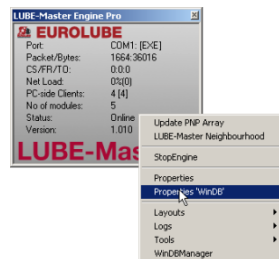 LUBE-Master Engine Pro
EUROLUBE
Port: COM1: [EXE]
Packet/Bytes: 1664:36016
CS/FR/TO: 0:0:0
Net Load: 0%(0)
PC-side Clients: 4 [4]
No of modules: 5
Status: Online
Version: 1.010
LUBE-Mas
Update PNP Array
LUBE-Master Neighbourhood
StopEngine
Properties
Properties 'WinDB'
Layouts
Logs
Tools
WinDBManager